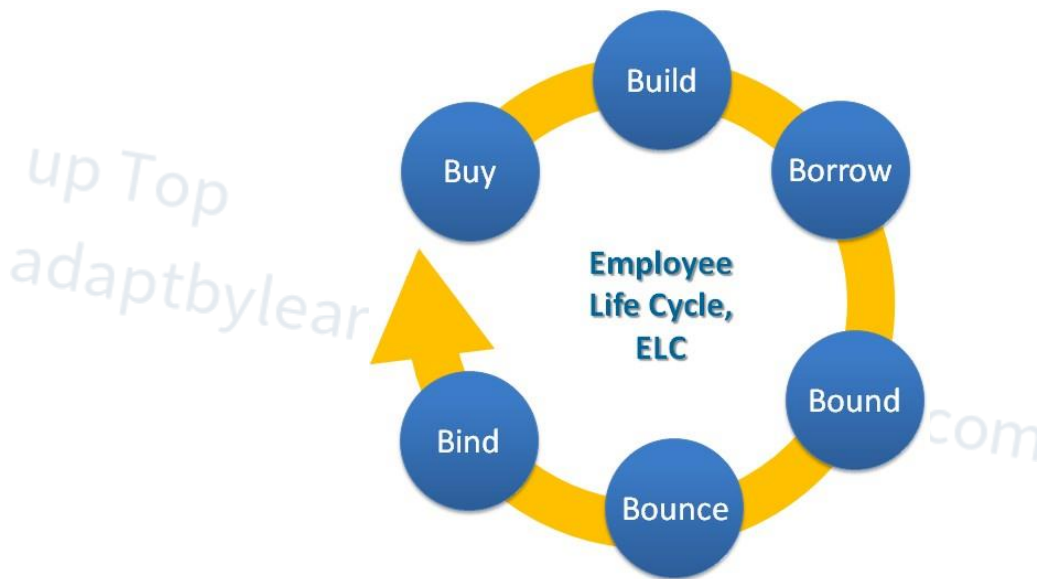 Build
Buy
Borrow
up Top
adaptbylear
Employee
Life Cycle,
ELC
Bound
Bind
com
Bounce